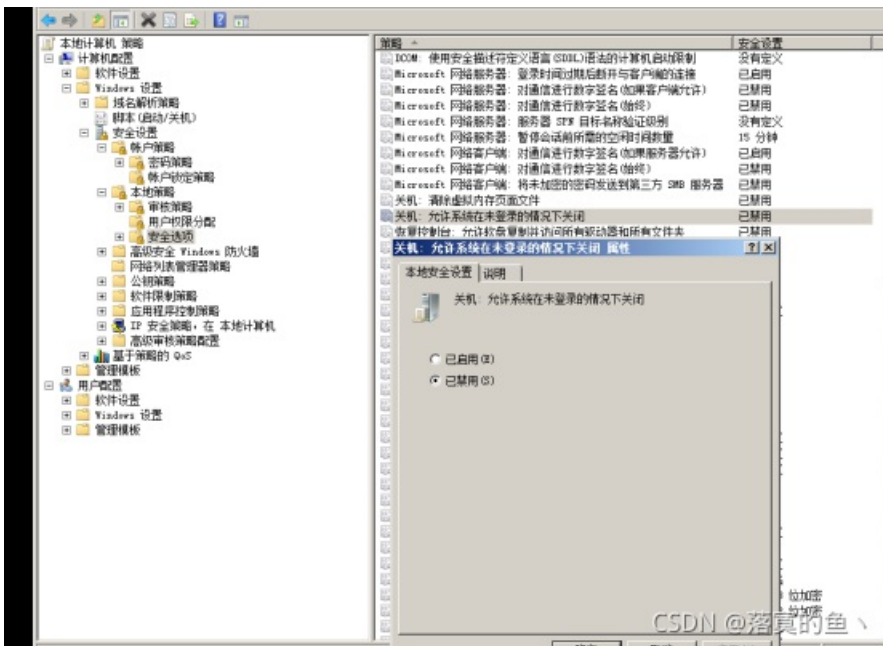 本地计算机 策略
计算机配置
软件设置
Windows 设置
域名解析策略
脚本(启动/关机)
安全设置
帐户策略
密码策略
帐户锁定策略
本地策略
审核策略
用户权限分配
安全选项
高级安全 Windows 防火墙
网络列表管理器策略
公钥策略
软件限制策略
应用程序控制策略
IP 安全策略，在 本地计算机
高级审核策略配置
基于策略的 QoS
管理模板
用户配置
软件设置
Windows 设置
管理模板
策略 安全设置
DCOM: 使用安全描述符定义语言(SDDL)语法的计算机启动限制 没有定义
Microsoft 网络服务器: 登录时间过期后断开与客户端的连接 已启用
Microsoft 网络服务器: 对通信进行数字签名(如果客户端允许) 已禁用
Microsoft 网络服务器: 对通信进行数字签名(始终) 已禁用
Microsoft 网络服务器: 服务器 SPN 目标名称验证级别 没有定义
Microsoft 网络服务器: 暂停会话前所需的空闲时间数量 15 分钟
Microsoft 网络客户端: 对通信进行数字签名(如果服务器允许) 已启用
Microsoft 网络客户端: 对通信进行数字签名(始终) 已禁用
Microsoft 网络客户端: 将未加密的密码发送到第三方 SMB 服务器 已禁用
关机: 清除虚拟内存页面文件 已禁用
关机: 允许系统在未登录的情况下关闭 已禁用
恢复控制台: 允许软盘复制并访问所有驱动器和所有文件夹 已禁用
关机: 允许系统在未登录的情况下关闭 属性
本地安全设置 说明
关机: 允许系统在未登录的情况下关闭
已启用(E)
已禁用(S)
位加密
位加密
CSDN @落寞的鱼丶